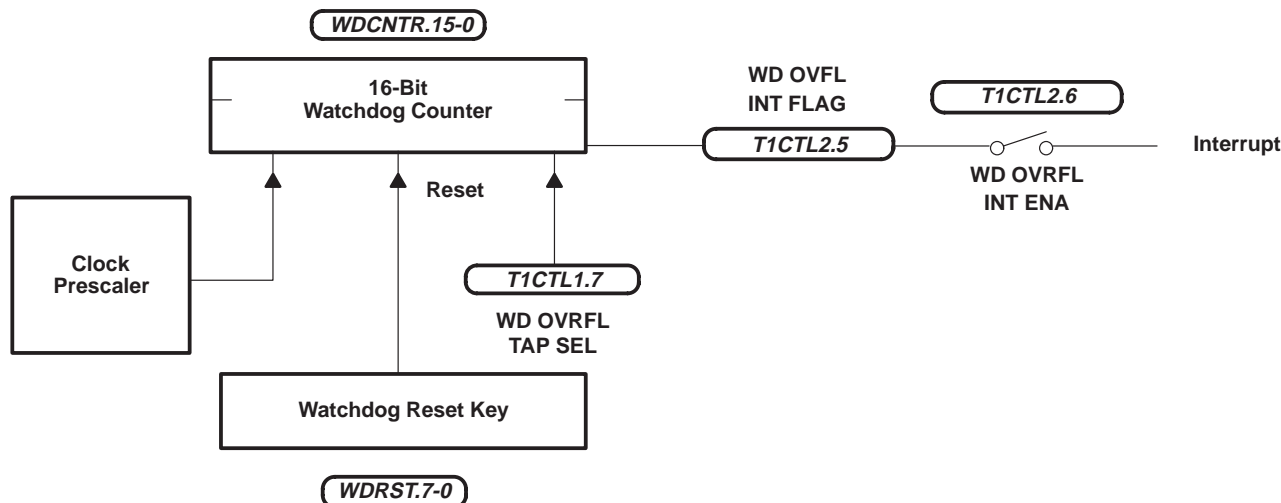 WDCNTR.15-0
16-Bit
Watchdog Counter
WD OVFL
INT FLAG
T1CTL2.5
T1CTL2.6
WD OVRFL
INT ENA
Interrupt
Reset
Clock
Prescaler
T1CTL1.7
WD OVRFL
TAP SEL
Watchdog Reset Key
WDRST.7-0